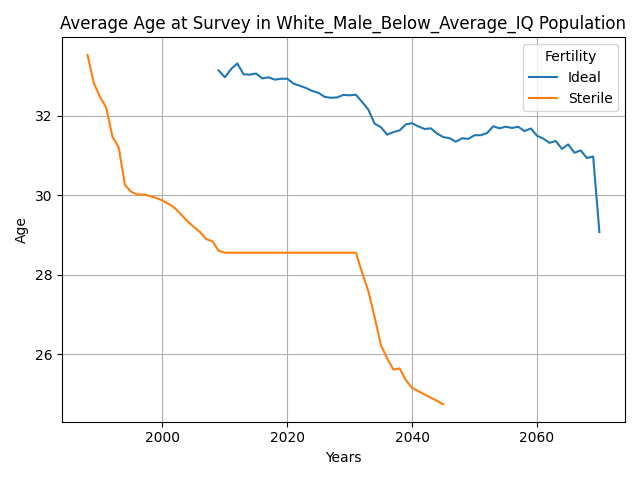 Average Age at Survey in White_Male_Below_Average_IQ Population
Fertility
Ideal
Sterile
Age
32
30
28
26
2000
2020
2040
2060
Years